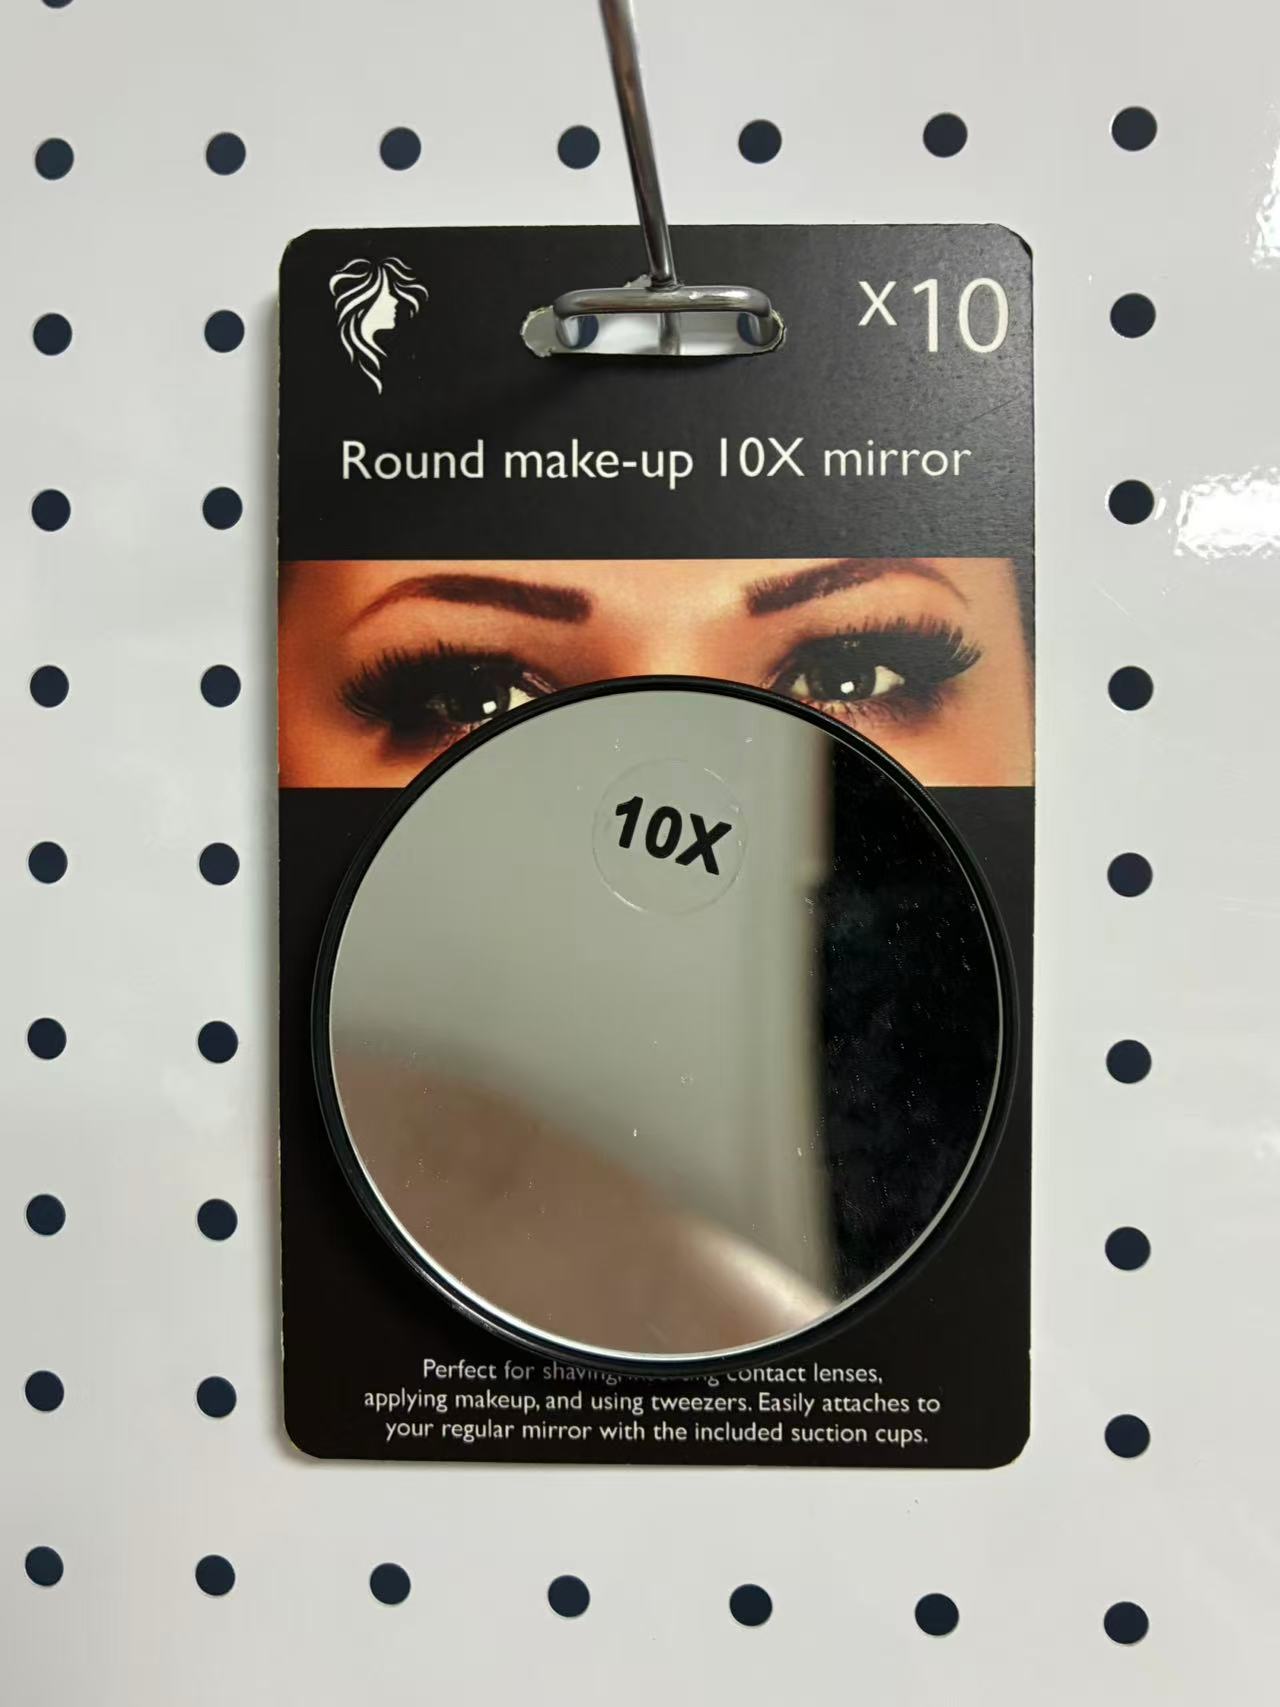 x10
Round make-up 10X mirror
10X
Perfect for shaving, contact lenses,
applying makeup, and using tweezers. Easily attaches to
your regular mirror with the included suction cups.